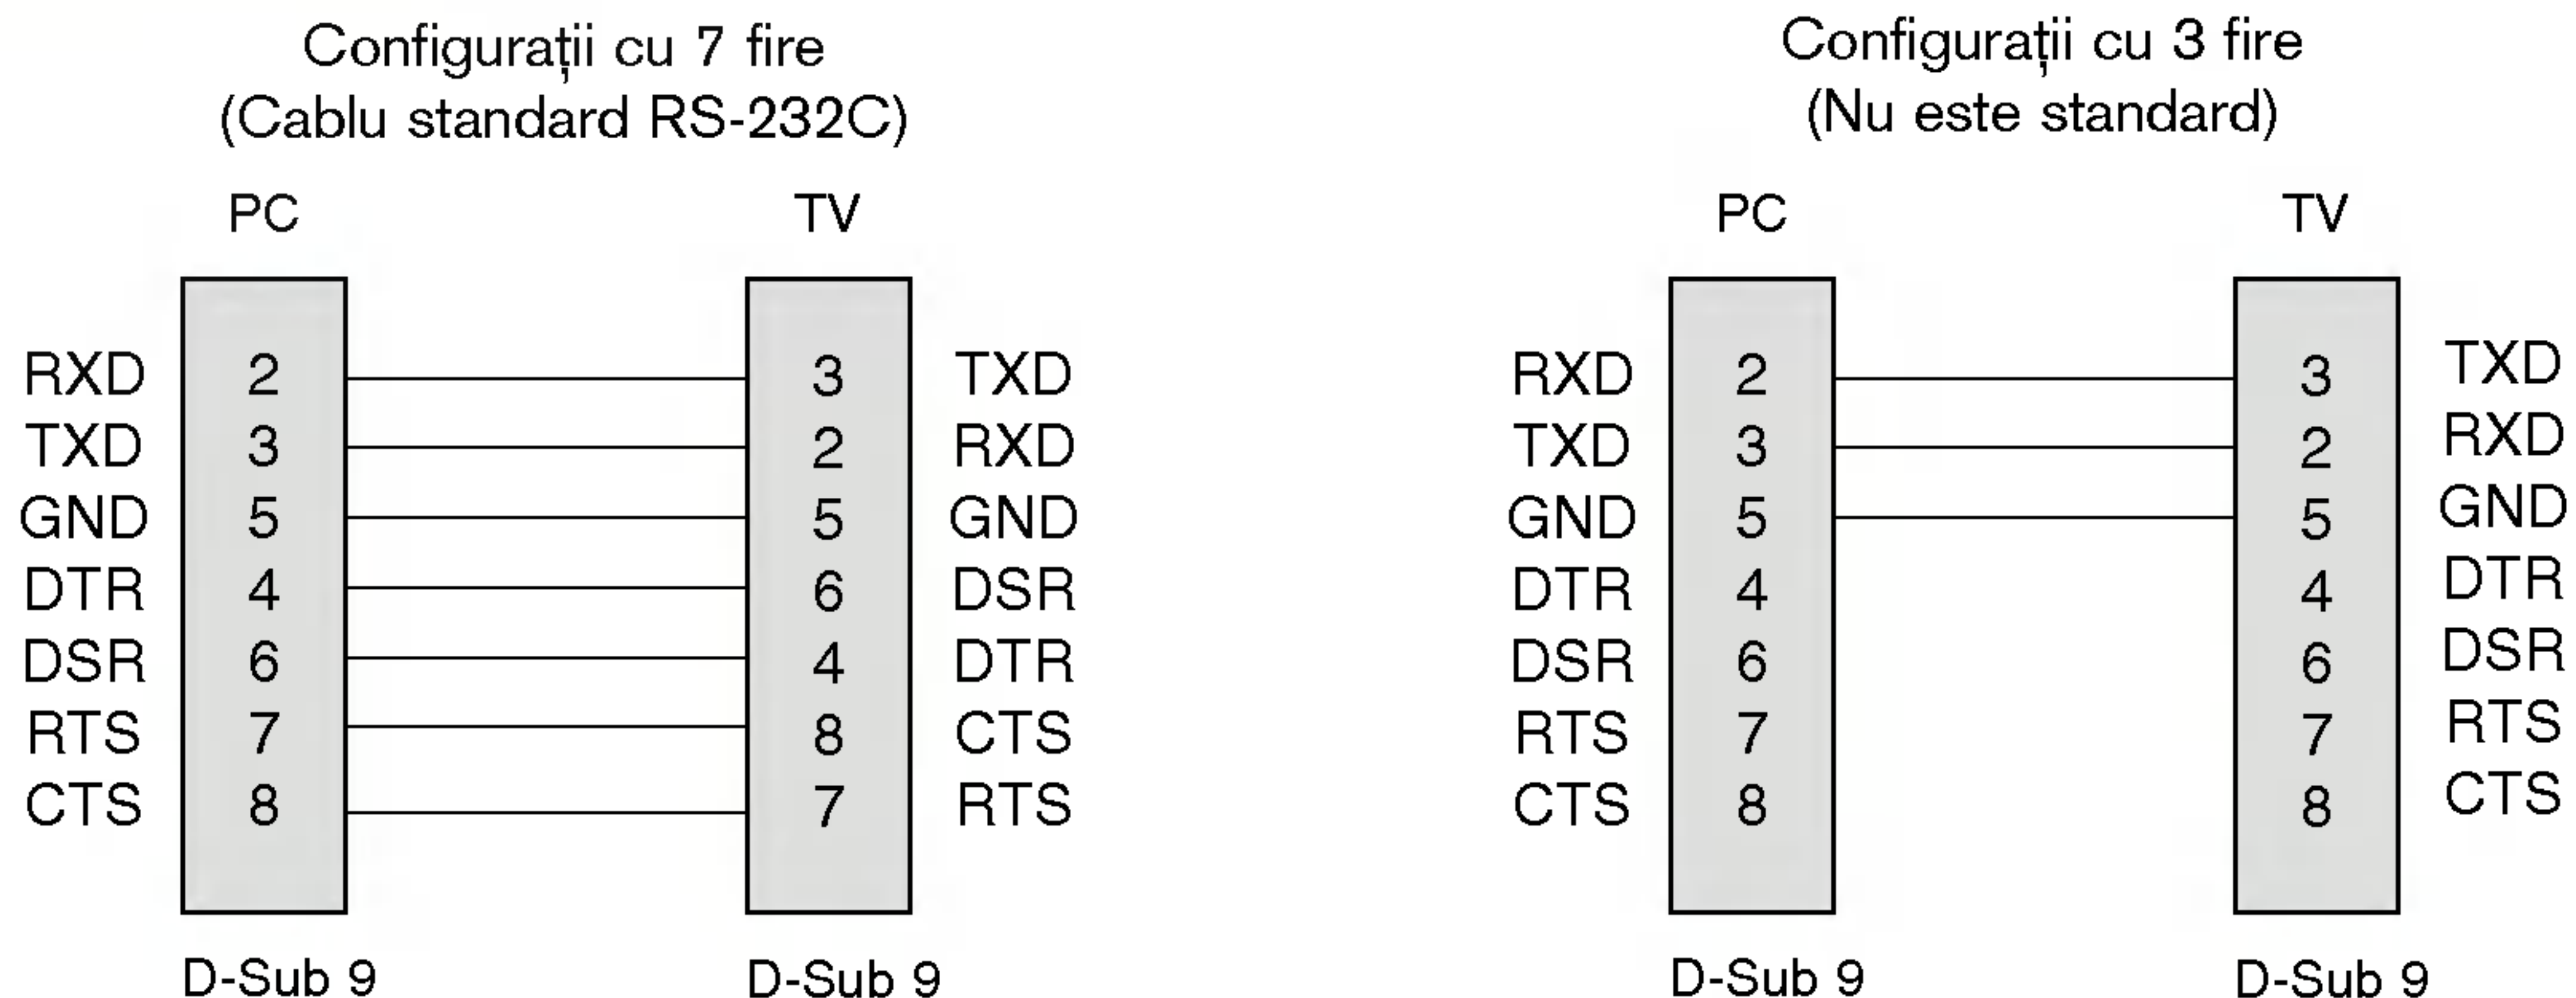 Configurații cu 7 fire
(Cablu standard RS-232C)
PC TV
RXD 2 3 TXD
TXD 3 2 RXD
GND 5 5 GND
DTR 4 6 DSR
DSR 6 4 DTR
RTS 7 8 CTS
CTS 8 7 RTS
D-Sub 9 D-Sub 9
Configurații cu 3 fire
(Nu este standard)
PC TV
RXD 2 3 TXD
TXD 3 2 RXD
GND 5 5 GND
DTR 4 4 DTR
DSR 6 6 DSR
RTS 7 7 RTS
CTS 8 8 CTS
D-Sub 9 D-Sub 9